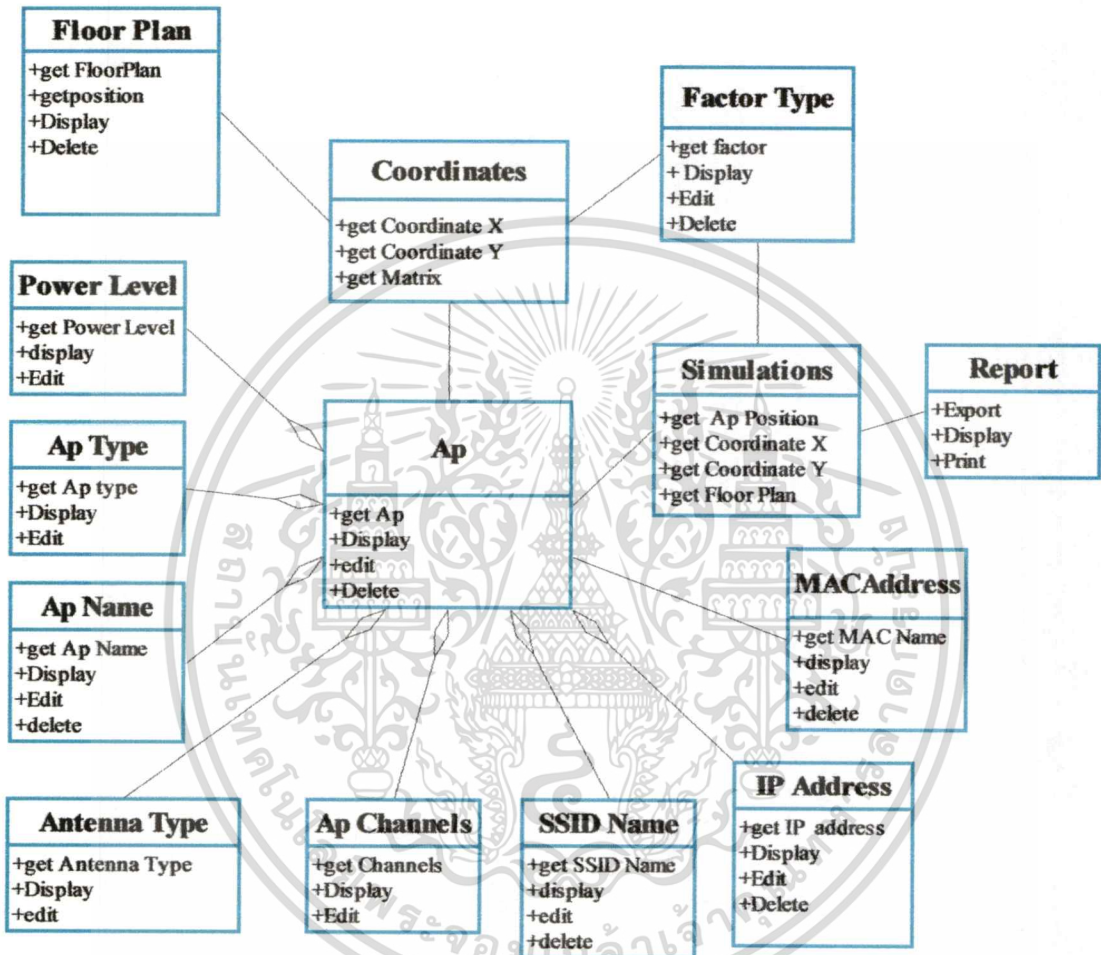 Floor Plan
+get FloorPlan
+getposition
+Display
+Delete
Factor Type
+get factor
+ Display
+Edit
+Delete
Coordinates
+get Coordinate X
+get Coordinate Y
+get Matrix
Power Level
+get Power Level
+display
+Edit
Simulations
+get  Ap Position
+get Coordinate X
+get Coordinate Y
+get Floor Plan
Report
+Export
+Display
+Print
Ap
+get Ap
+Display
+edit
+Delete
Ap Type
+get Ap type
+Display
+Edit
MACAddress
+get MAC Name
+display
+edit
+delete
Ap Name
+get Ap Name
+Display
+Edit
+delete
IP Address
+get IP  address
+Display
+Edit
+Delete
Antenna Type
+get Antenna Type
+Display
+edit
Ap Channels
+get Channels
+Display
+Edit
SSID Name
+get SSID Name
+display
+edit
+delete